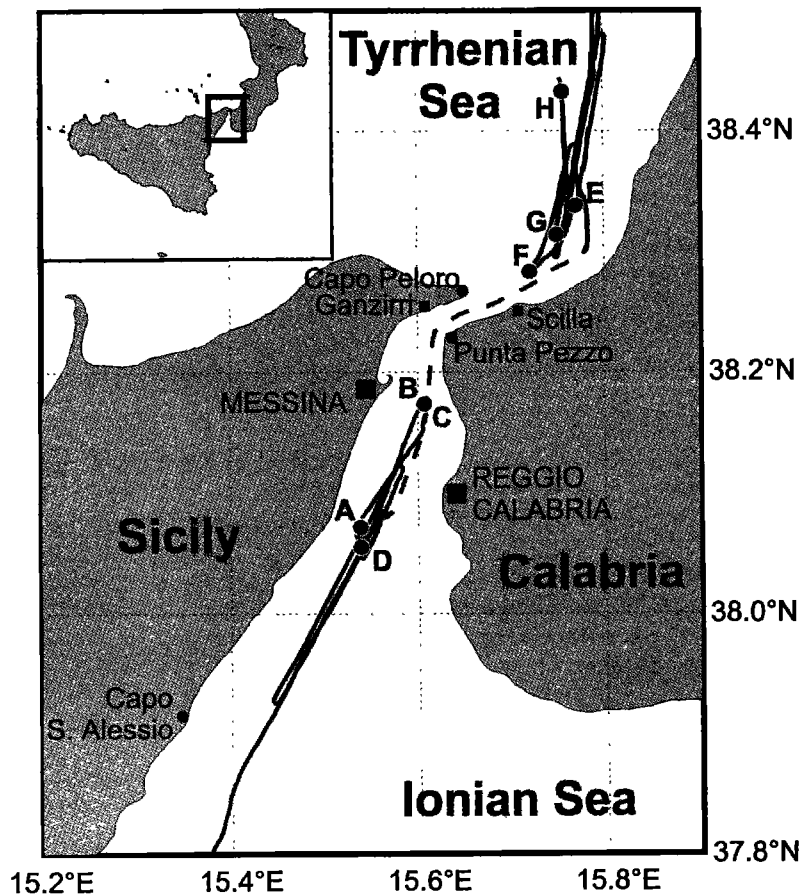 Tyrrhenian
Sea
H
38.4°N
E
G
F
Capo Peloro
Ganzirri
Scilla
Punta Pezzo
38.2°N
B
MESSINA
C
REGGIO
CALABRIA
A
Sicily
D
Calabria
38.0°N
Capo
S. Alessio
Ionian Sea
37.8°N
15.2°E 15.4°E 15.6°E 15.8°E